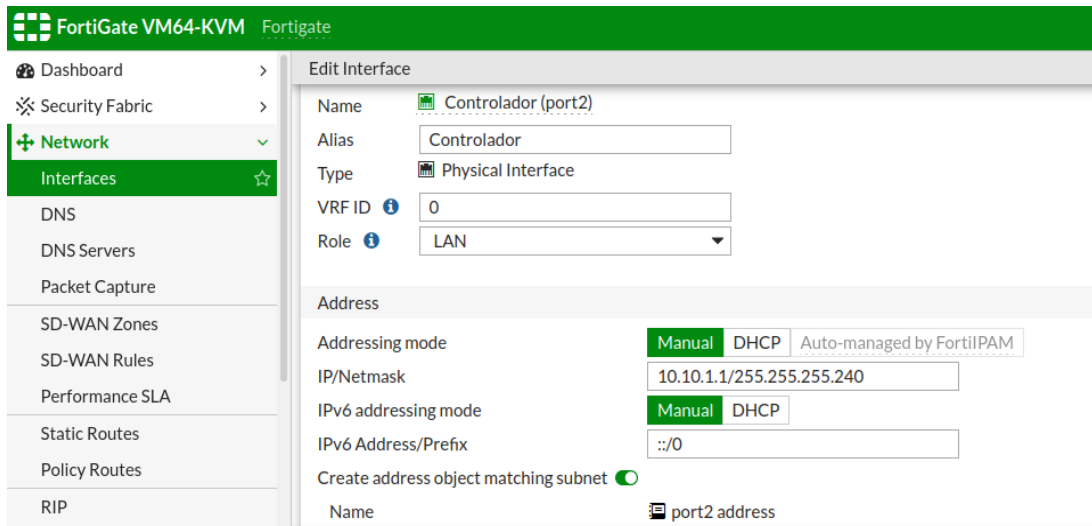 FortiGate VM64-KVM Fortigate
Dashboard
Security Fabric
Network
Interfaces
DNS
DNS Servers
Packet Capture
SD-WAN Zones
SD-WAN Rules
Performance SLA
Static Routes
Policy Routes
RIP
Edit Interface
Name Controlador (port2)
Alias Controlador
Type Physical Interface
VRF ID 0
Role LAN
Address
Addressing mode Manual DHCP Auto-managed by FortiIPAM
IP/Netmask 10.10.1.1/255.255.255.240
IPv6 addressing mode Manual DHCP
IPv6 Address/Prefix ::/0
Create address object matching subnet
Name port2 address